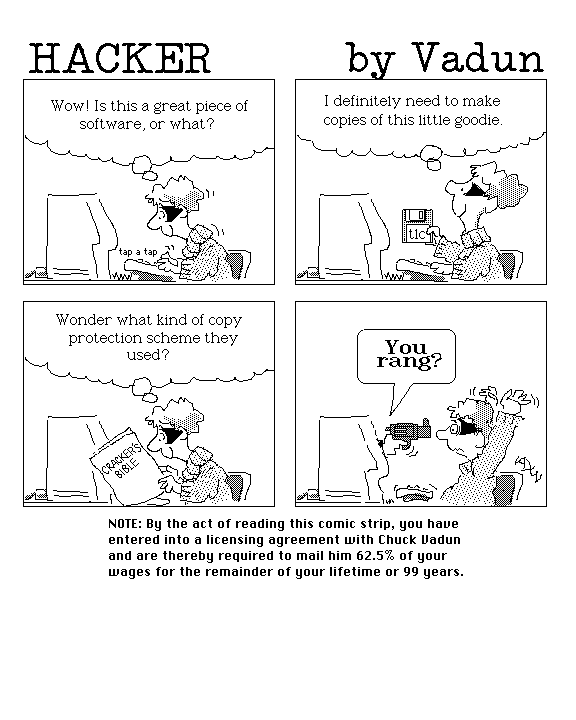 HACKER by Vadun
Wow! Is this a great piece of
software, or what?
tap a tap
I definitely need to make
copies of this little goodie.
tlc
Wonder what kind of copy
protection scheme they
used?
CRACKER'S
BIBLE
You
rang?
NOTE: By the act of reading this comic strip, you have
entered into a licensing agreement with Chuck Vadun
and are thereby required to mail him 62.5% of your
wages for the remainder of your lifetime or 99 years.